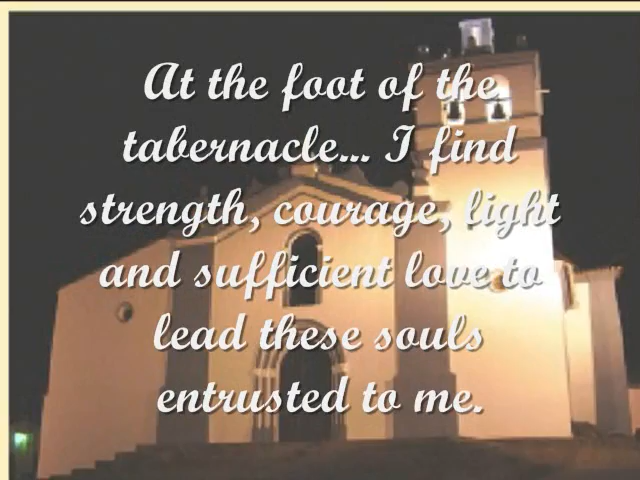 At the foot of the
tabernacle... I find
strength, courage, light
and sufficient love to
lead these souls
entrusted to me.